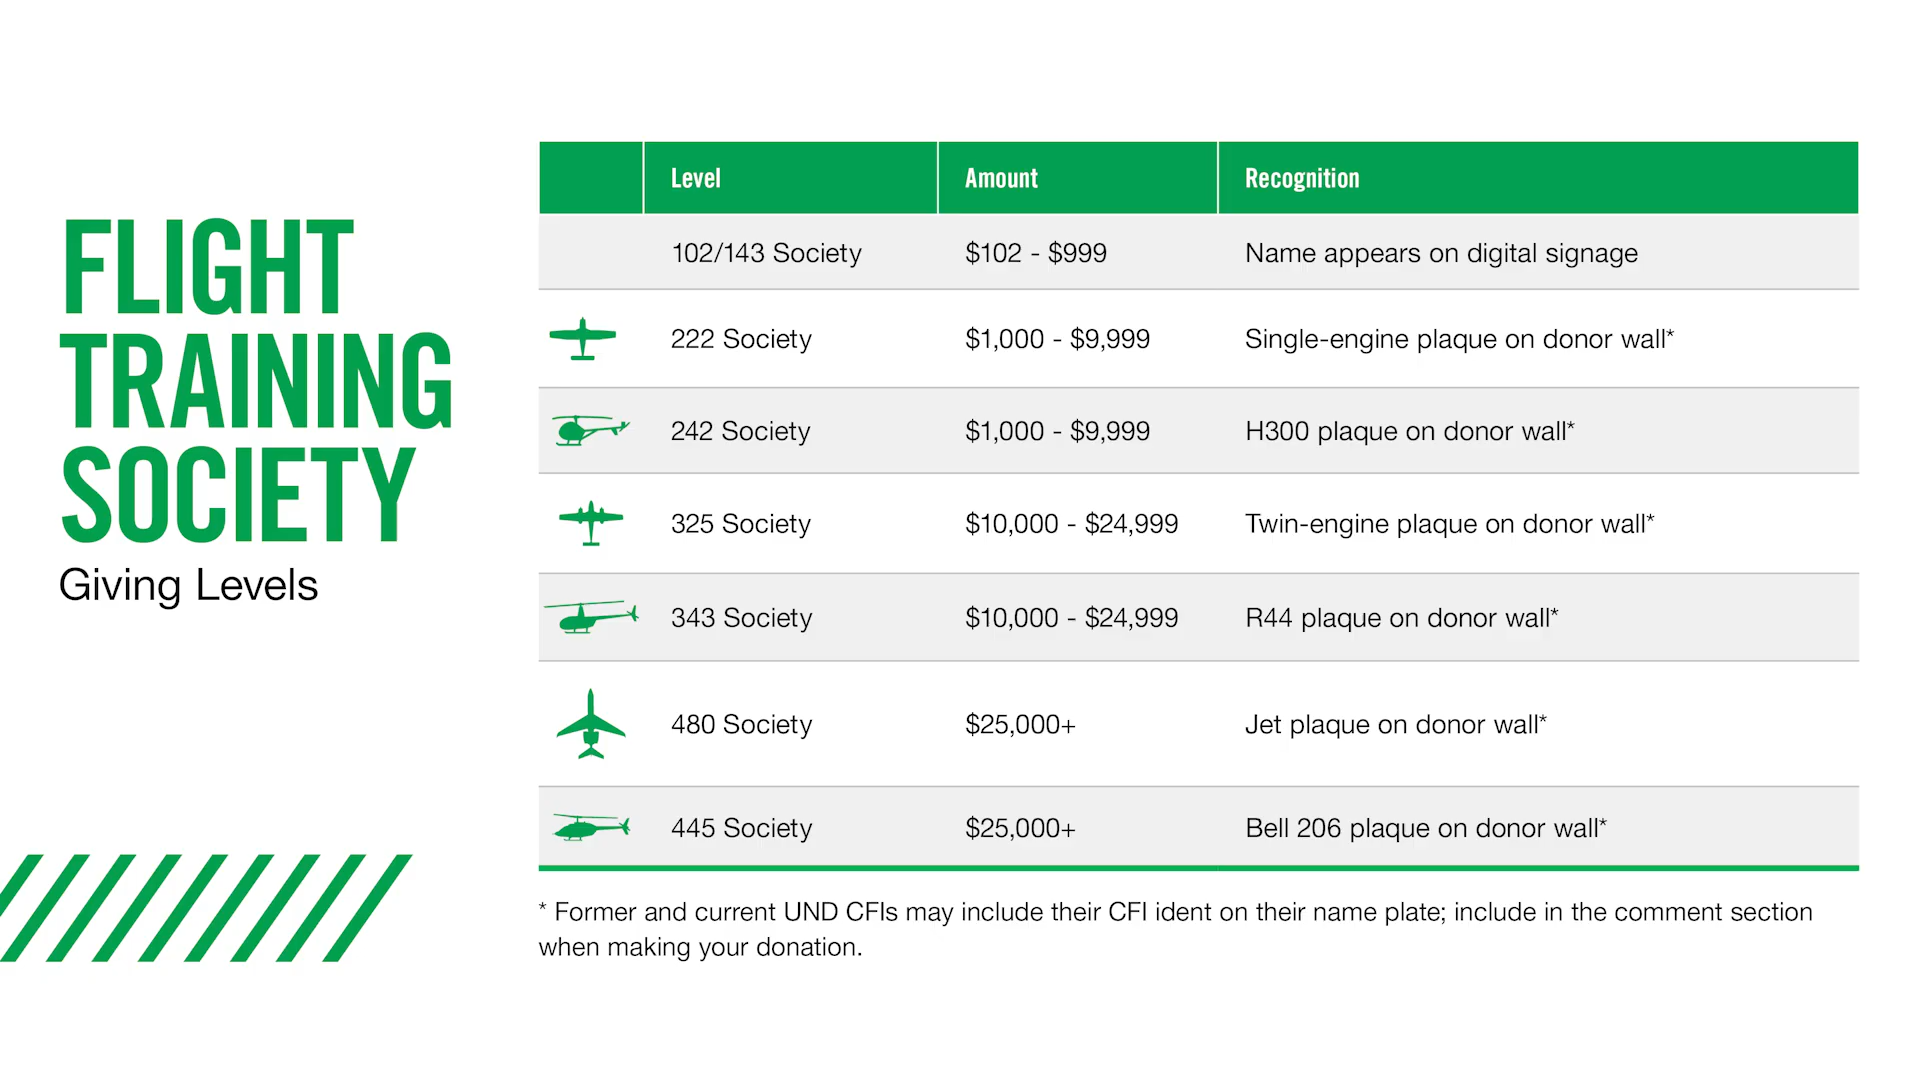 FLIGHT
TRAINING
SOCIETY
Giving Levels
Level Amount Recognition
102/143 Society $102 - $999 Name appears on digital signage
222 Society $1,000 - $9,999 Single-engine plaque on donor wall*
242 Society $1,000 - $9,999 H300 plaque on donor wall*
325 Society $10,000 - $24,999 Twin-engine plaque on donor wall*
343 Society $10,000 - $24,999 R44 plaque on donor wall*
480 Society $25,000+ Jet plaque on donor wall*
445 Society $25,000+ Bell 206 plaque on donor wall*
* Former and current UND CFIs may include their CFI ident on their name plate; include in the comment section
when making your donation.